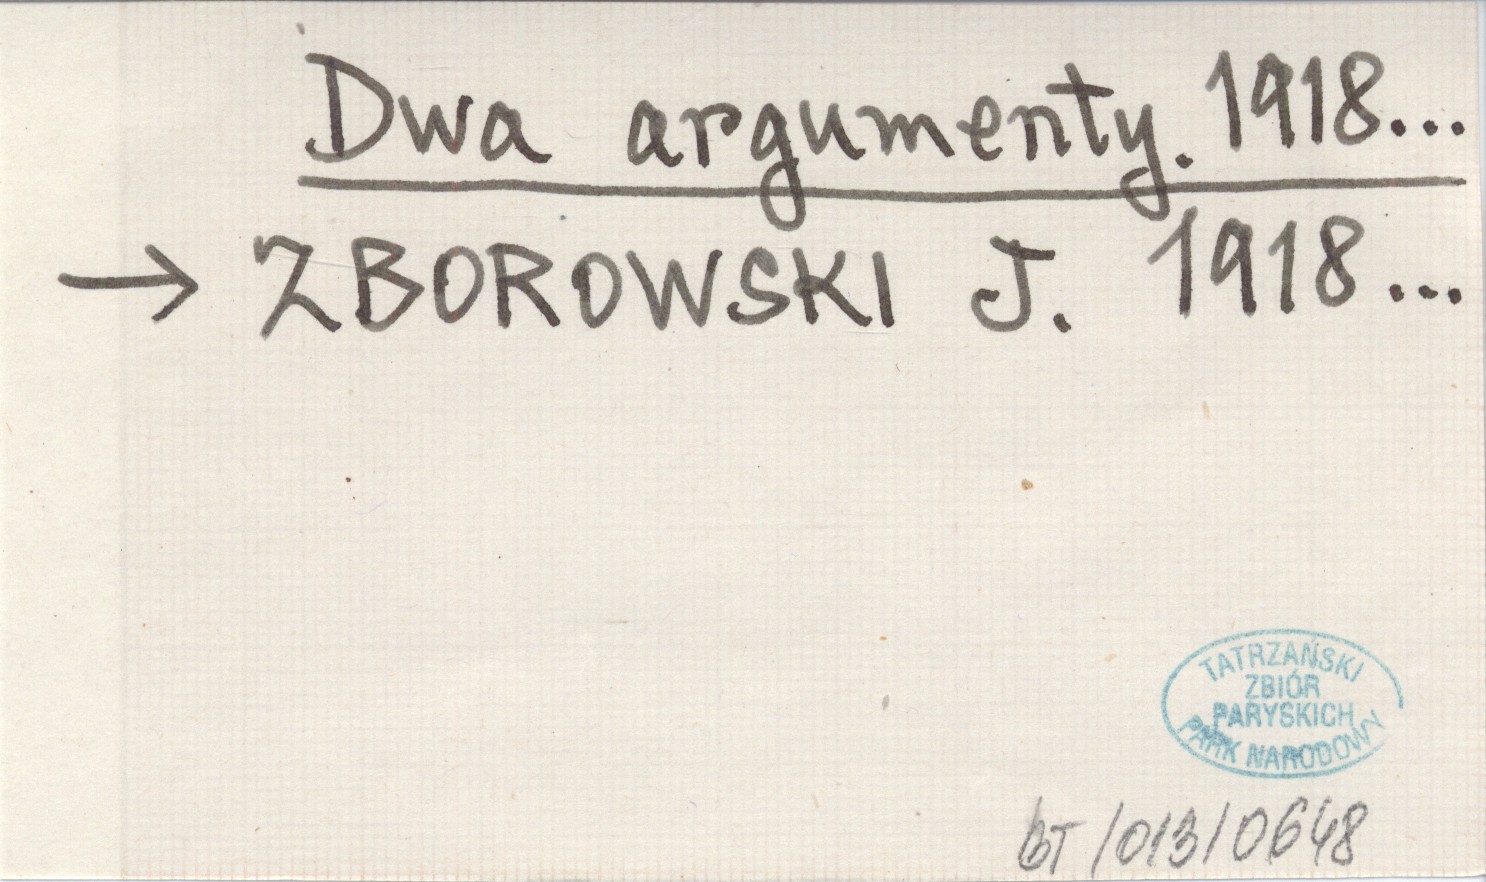 Dwa argumenty. 1918...
→ ZBOROWSKI J. 1918...
TATRZAŃSKI
ZBIÓR
PARYSKICH
PARK NARODOWY
BT/013/0648